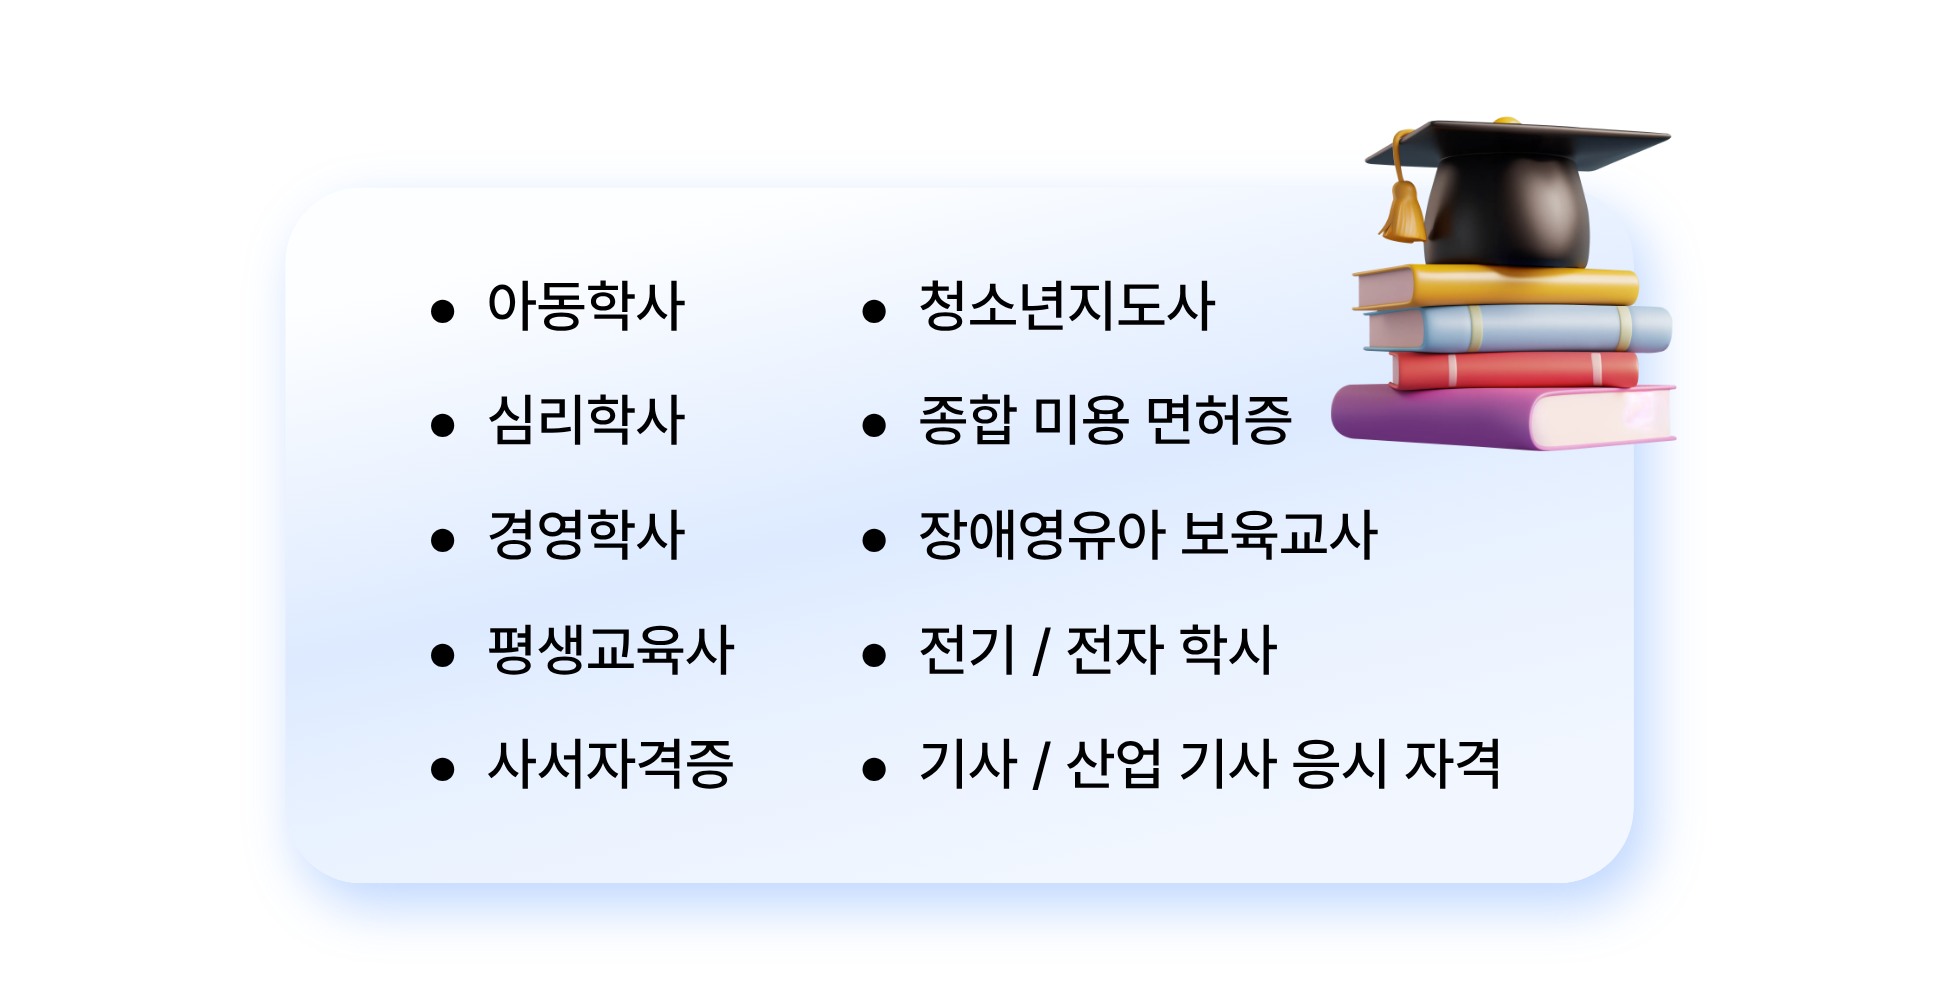 ● 아동학사
● 심리학사
● 경영학사
● 평생교육사
● 사서자격증
● 청소년지도사
● 종합 미용 면허증
● 장애영유아 보육교사
● 전기 / 전자 학사
● 기사 / 산업 기사 응시 자격